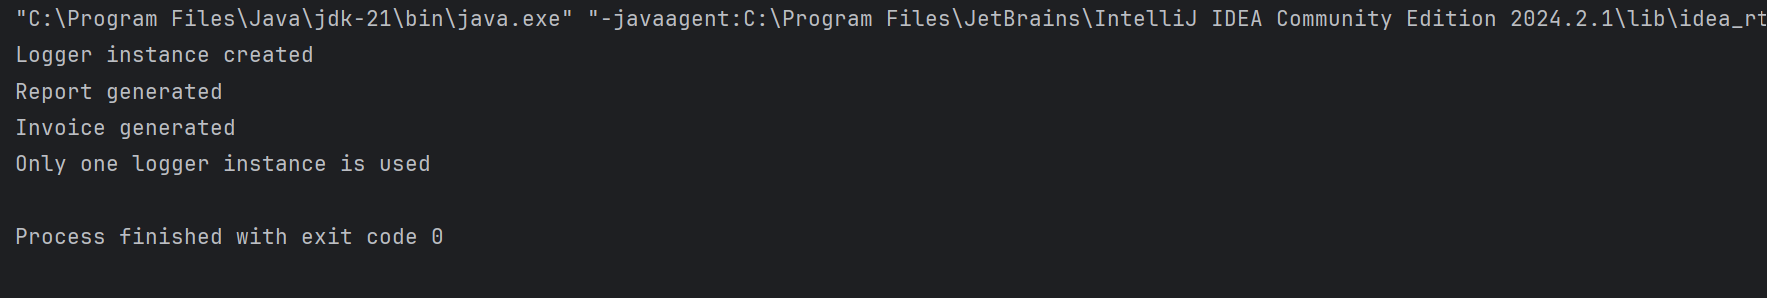 "C:\Program Files\Java\jdk-21\bin\java.exe" "-javaagent:C:\Program Files\JetBrains\IntelliJ IDEA Community Edition 2024.2.1\lib\idea_rt
Logger instance created
Report generated
Invoice generated
Only one logger instance is used
Process finished with exit code 0